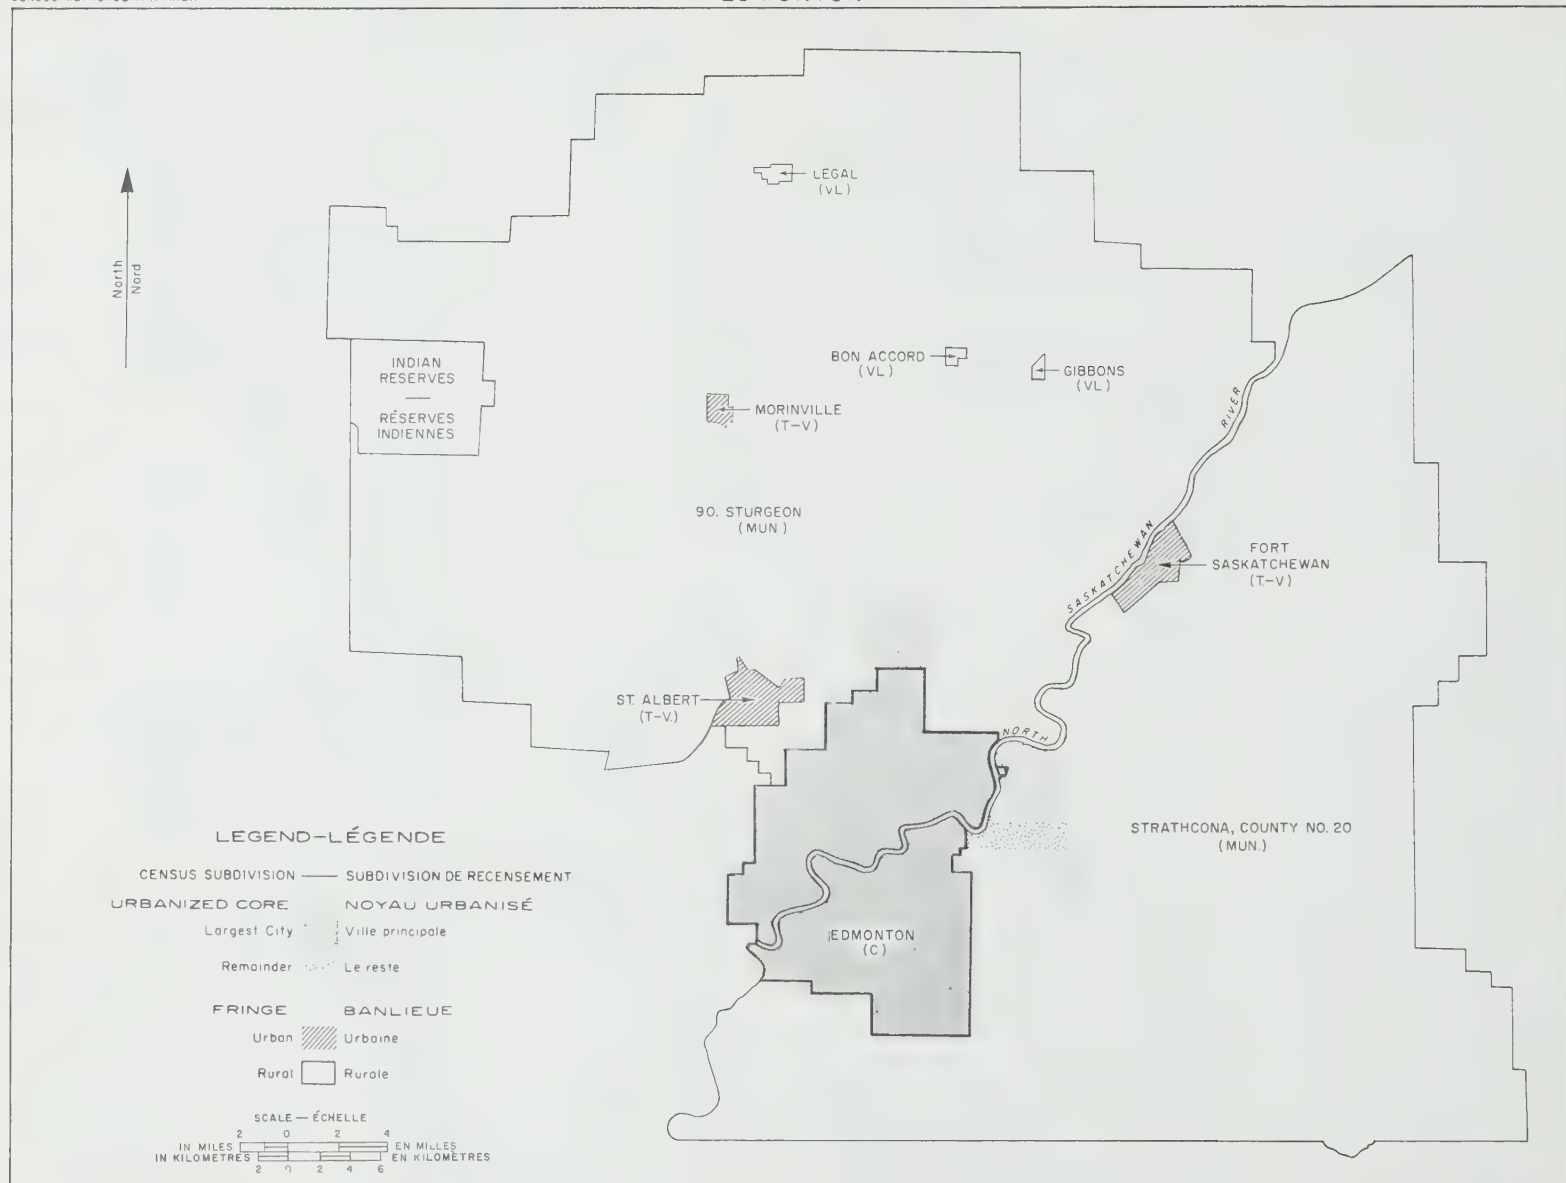 North
Nord
LEGAL
(VL)
INDIAN
RESERVES
—
RÉSERVES
INDIENNES
BON ACCORD
(VL)
GIBBONS
(VL)
MORINVILLE
(T-V)
RIVER
90. STURGEON
(MUN)
SASKATCHEWAN
FORT
SASKATCHEWAN
(T-V)
ST. ALBERT
(T-V.)
NORTH
STRATHCONA, COUNTY NO. 20
(MUN.)
EDMONTON
(C)
LEGEND-LÉGENDE
CENSUS SUBDIVISION — SUBDIVISION DE RECENSEMENT
URBANIZED CORE NOYAU URBANISÉ
Largest City Ville principale
Remainder Le reste
FRINGE BANLIEUE
Urban Urbaine
Rural Rurale
SCALE — ÉCHELLE
2 0 2 4
IN MILES EN MILLES
IN KILOMETRES EN KILOMÈTRES
2 0 2 4 6